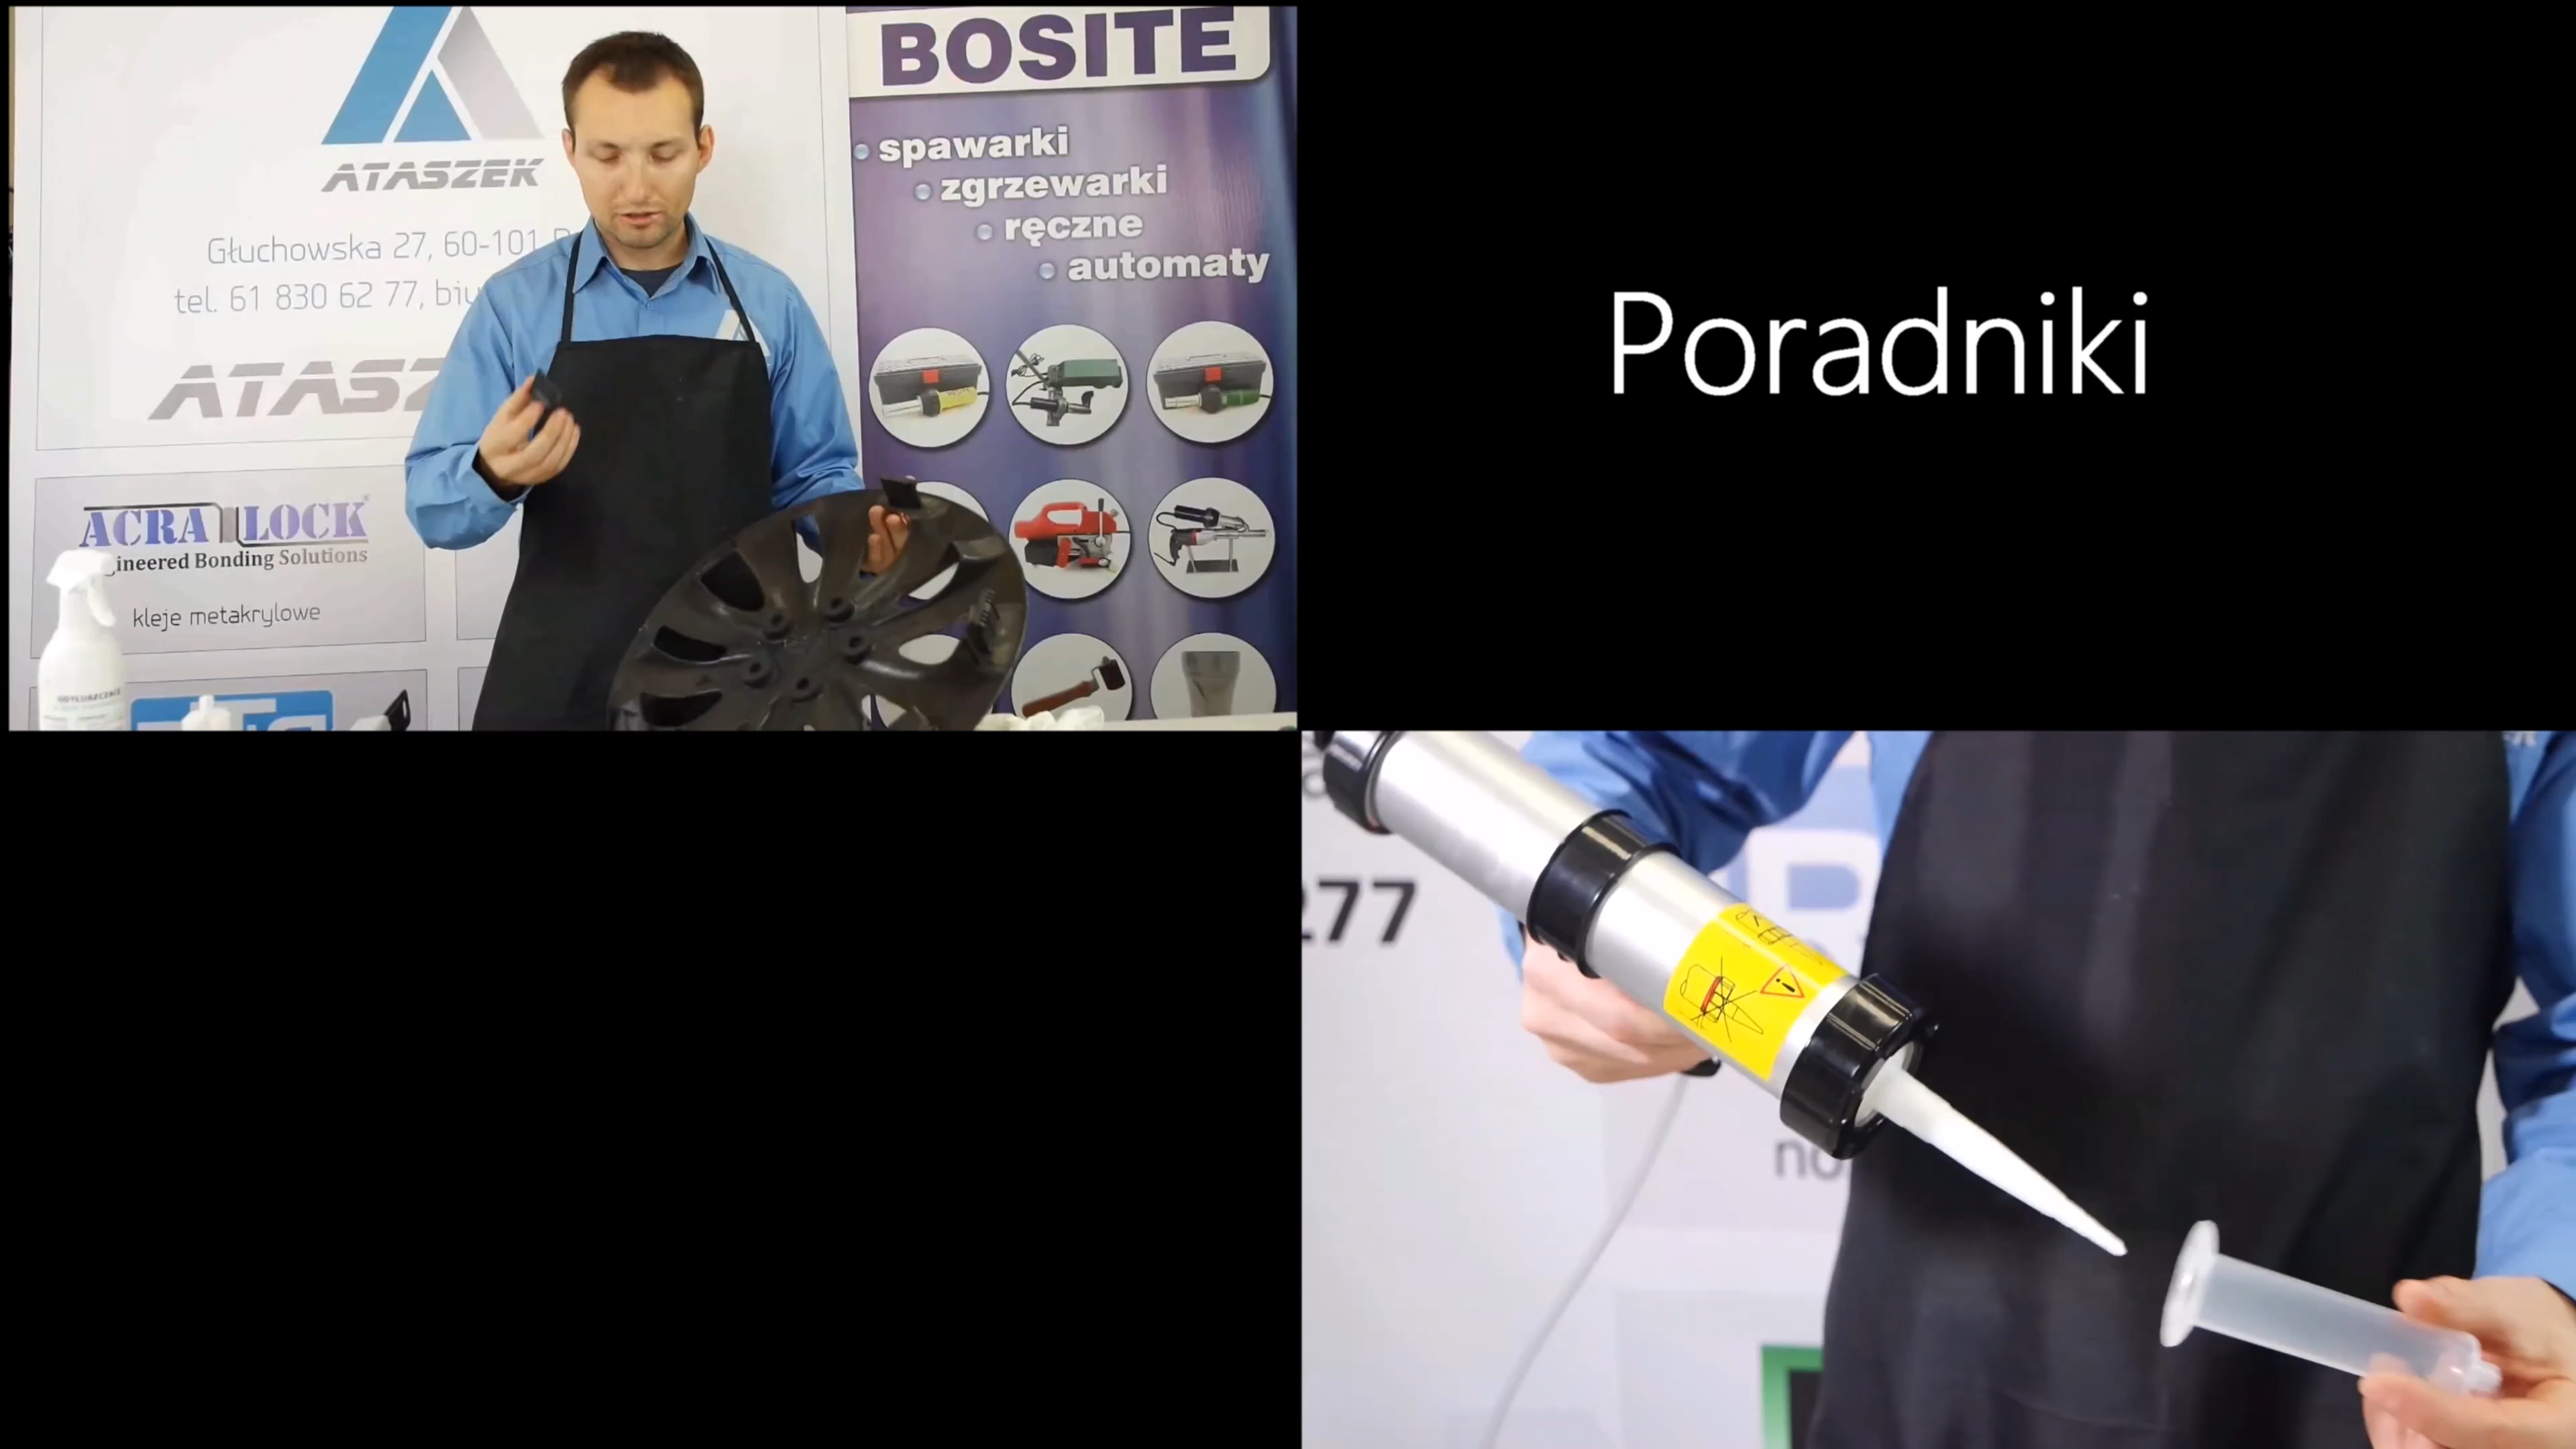 ATASZEK
Głuchowska 27, 60-101
tel. 61 830 62 77,
BOSITE
spawarki
zgrzewarki
ręczne
automaty
ACRA LOCK
ineered Bonding Solutions
kleje metakrylowe
Poradniki
277
no